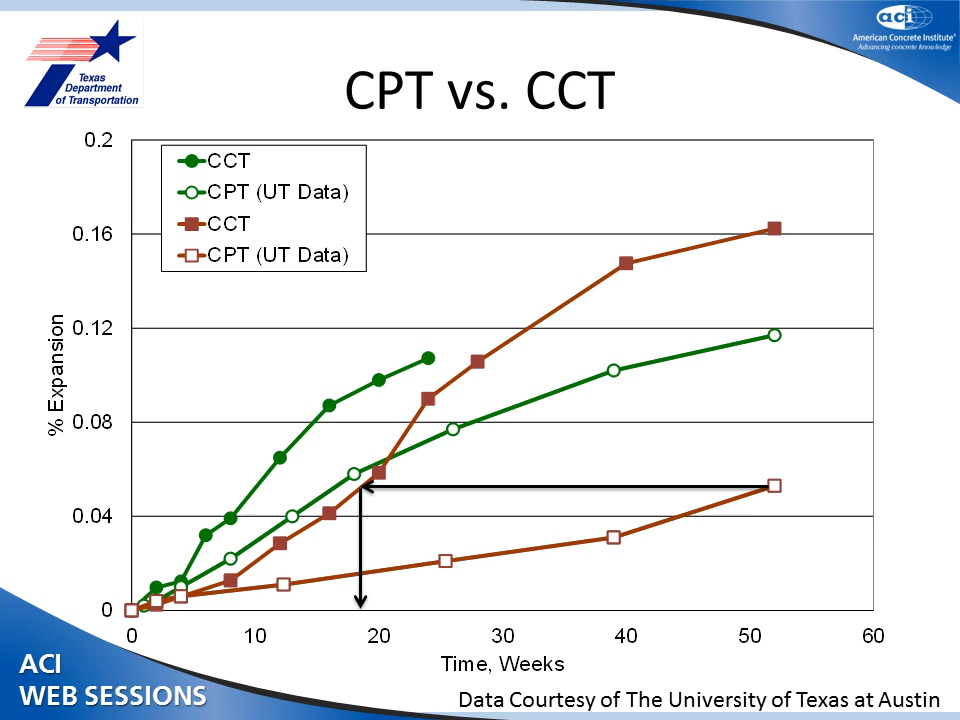 Texas
Department
of Transportation
aci
American Concrete Institute®
Advancing concrete knowledge
CPT vs. CCT
CCT
CPT (UT Data)
CCT
CPT (UT Data)
% Expansion
0.2
0.16
0.12
0.08
0.04
0
0 10 20 30 40 50 60
Time, Weeks
ACI
WEB SESSIONS
Data Courtesy of The University of Texas at Austin